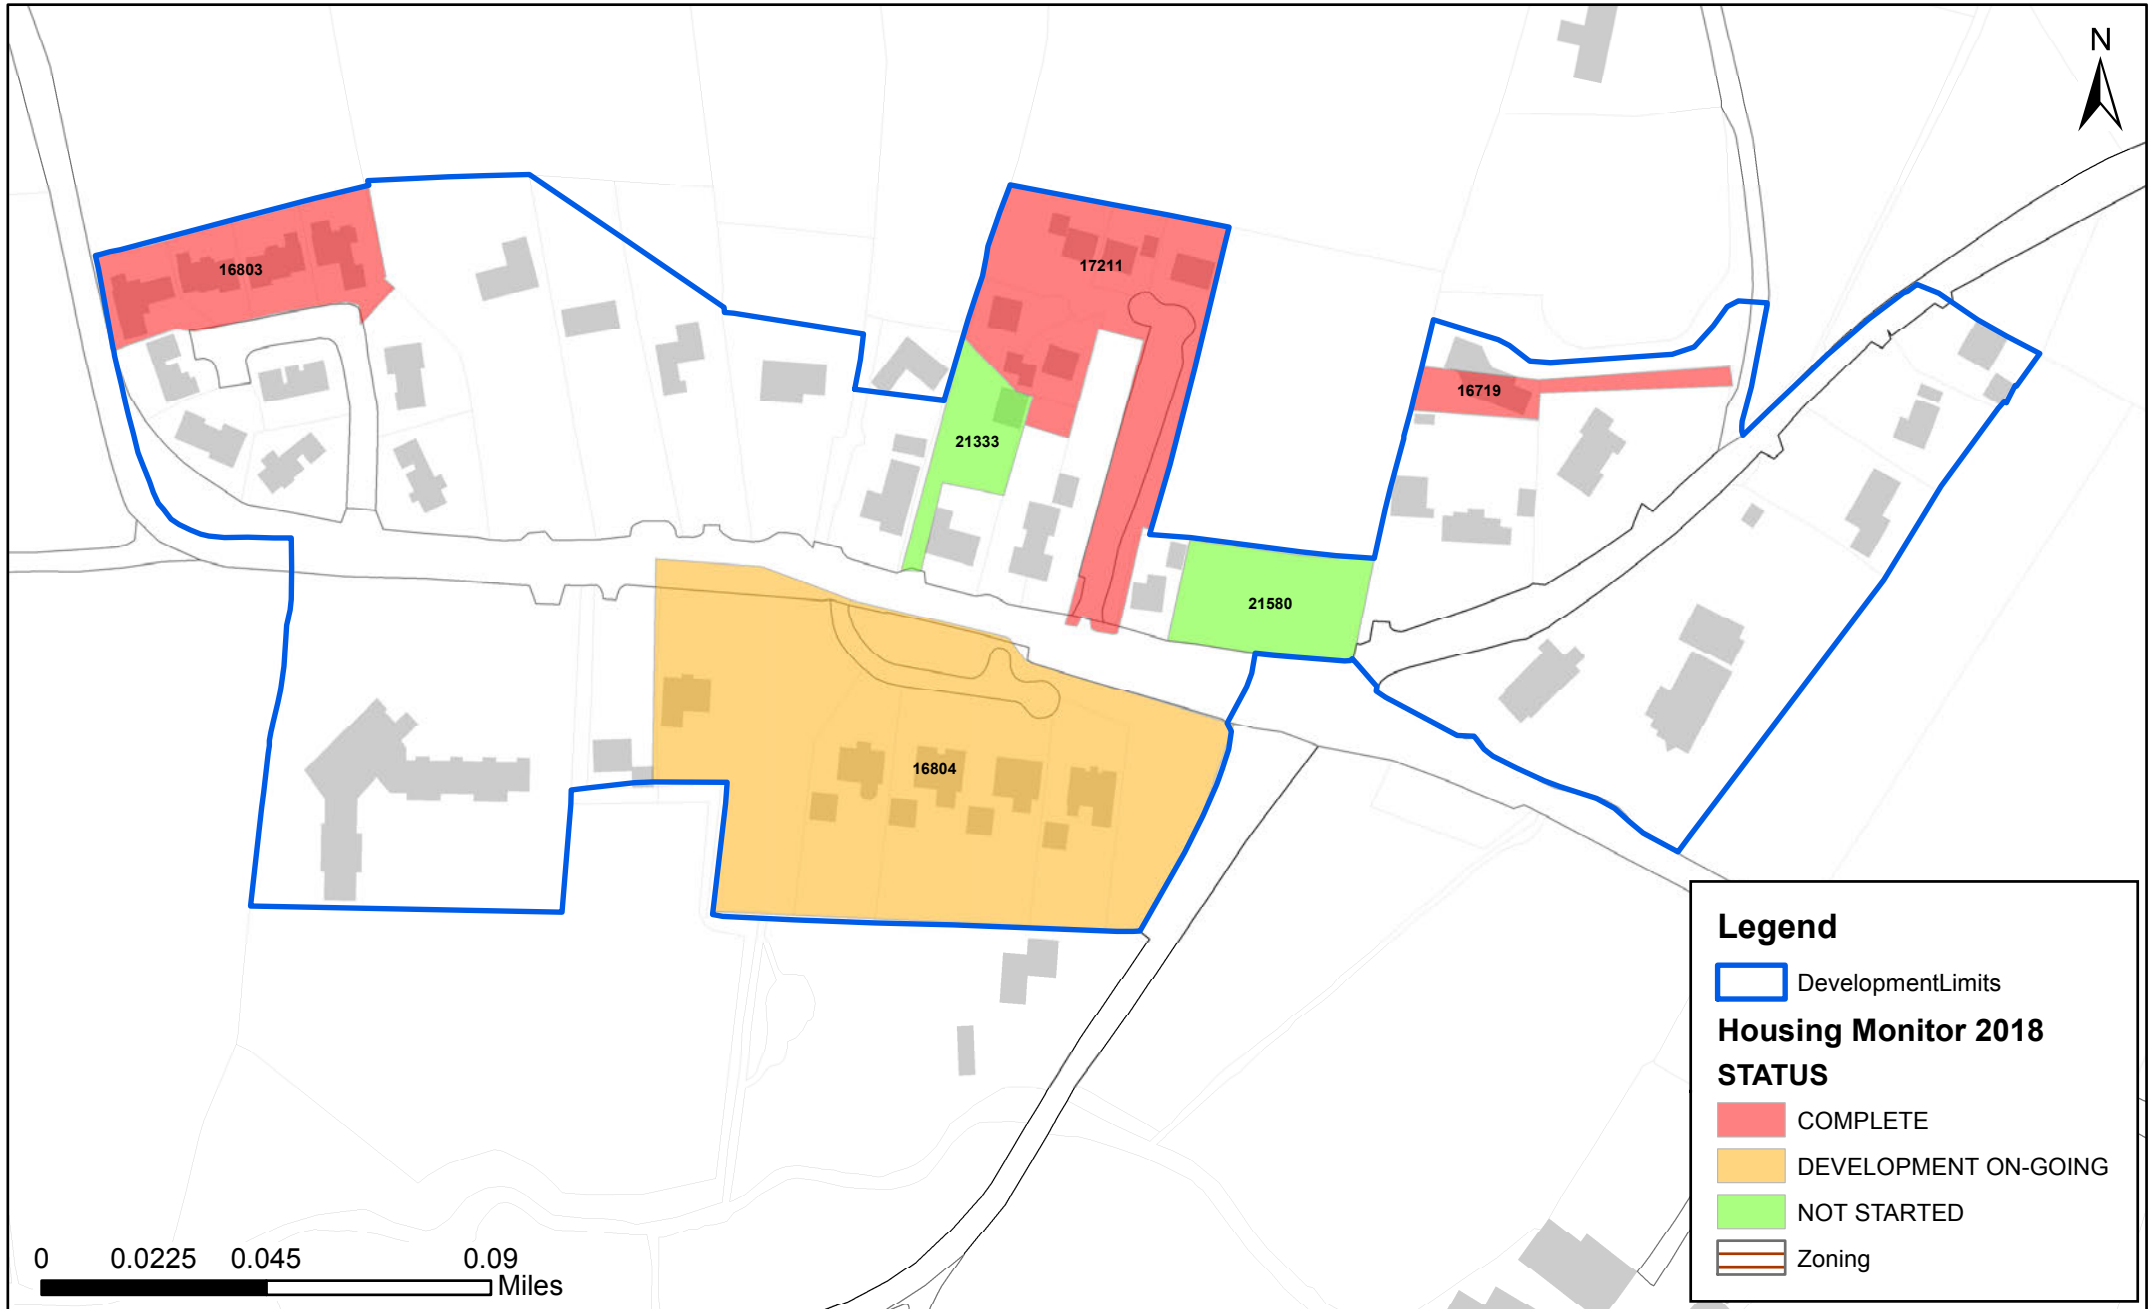 N
16803
17211
16719
21333
21580
16804
Legend
DevelopmentLimits
Housing Monitor 2018
STATUS
COMPLETE
DEVELOPMENT ON-GOING
NOT STARTED
Zoning
0 0.0225 0.045 0.09
Miles